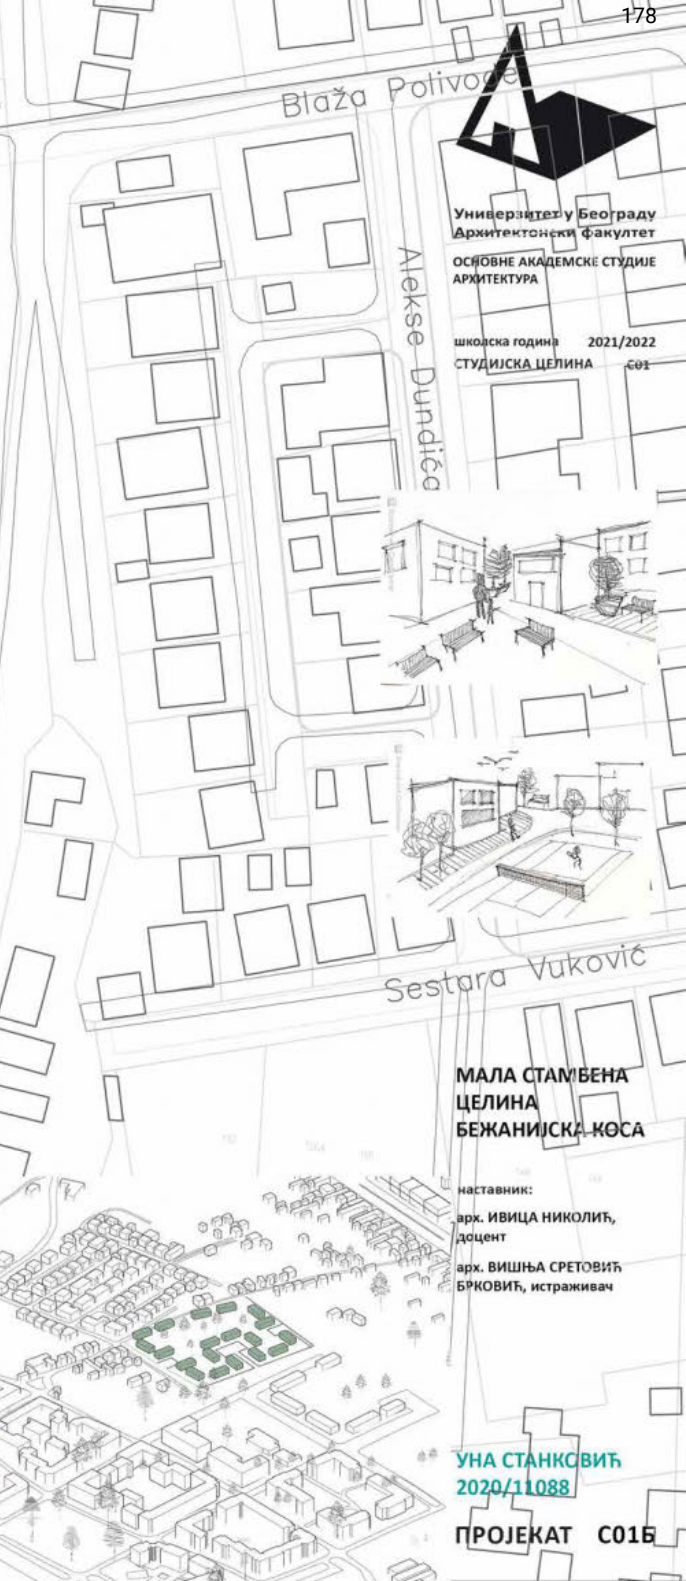 178
Blaža Polivode
Универзитет у Београду
Архитектонски факултет
ОСНОВНЕ АКАДЕМСКЕ СТУДИЈЕ
АРХИТЕКТУРА
Alekse Dundića
школска година 2021/2022
СТУДИЈСКА ЦЕЛИНА С01
Sestara Vuković
МАЛА СТАМБЕНА
ЦЕЛИНА
БЕЖАНИЈСКА КОСА
наставник:
арх. ИВИЦА НИКОЛИЋ,
доцент
арх. ВИШЊА СРЕТОВИЋ
БРКОВИЋ, истраживач
УНА СТАНКОВИЋ
2020/11088
ПРОЈЕКАТ С01Б